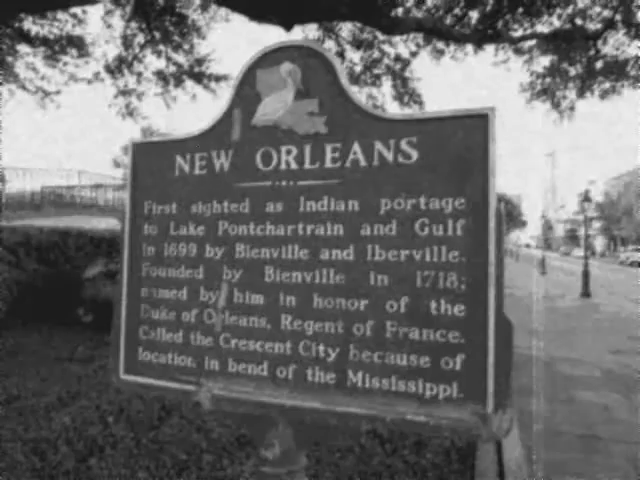 NEW ORLEANS
First sighted as Indian portage
to Lake Pontchartrain and Gulf
in 1699 by Bienville and Iberville.
Founded by Bienville in 1718;
named by him in honor of the
Duke of Orleans, Regent of France.
Called the Crescent City because of
location in bend of the Mississippi.